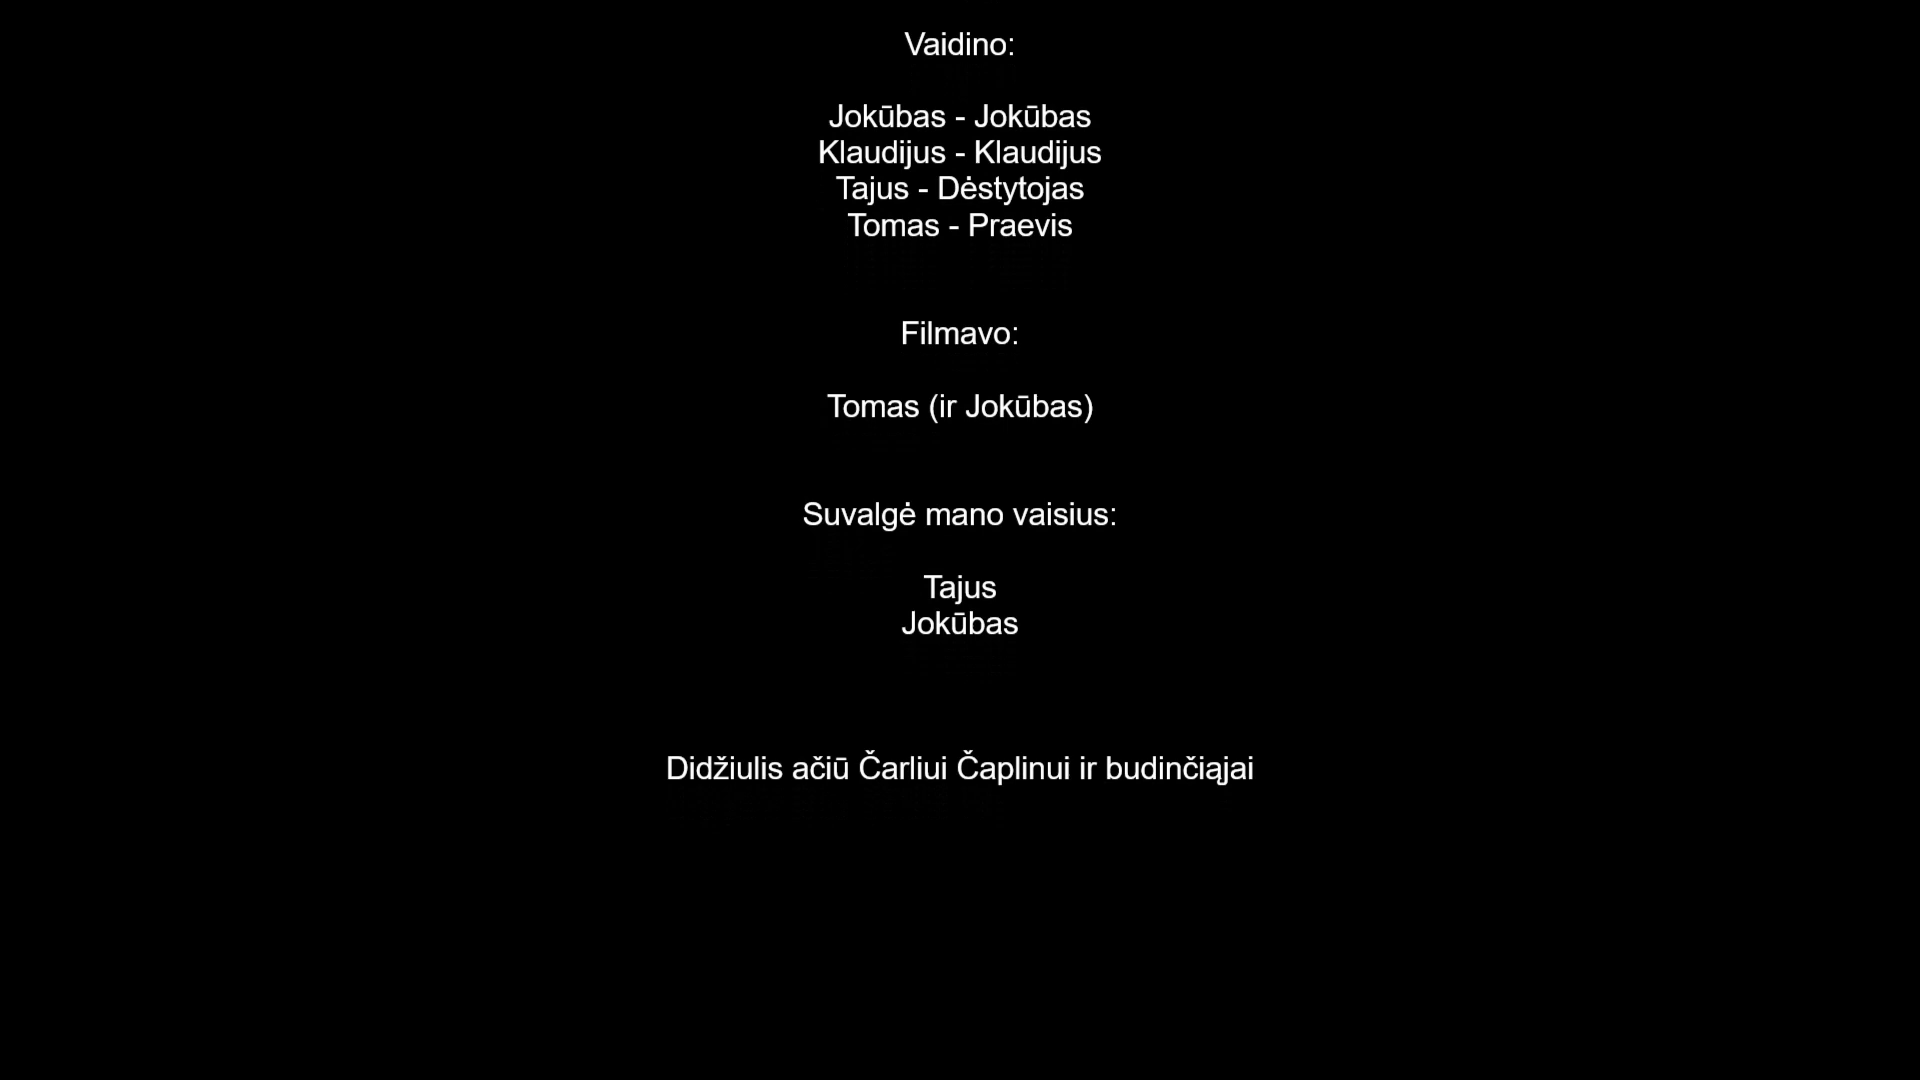 Vaidino:
Jokūbas - Jokūbas
Klaudijus - Klaudijus
Tajus - Dėstytojas
Tomas - Praevis
Filmavo:
Tomas (ir Jokūbas)
Suvalgė mano vaisius:
Tajus
Jokūbas
Didžiulis ačiū Čarliui Čaplinui ir budinčiąjai